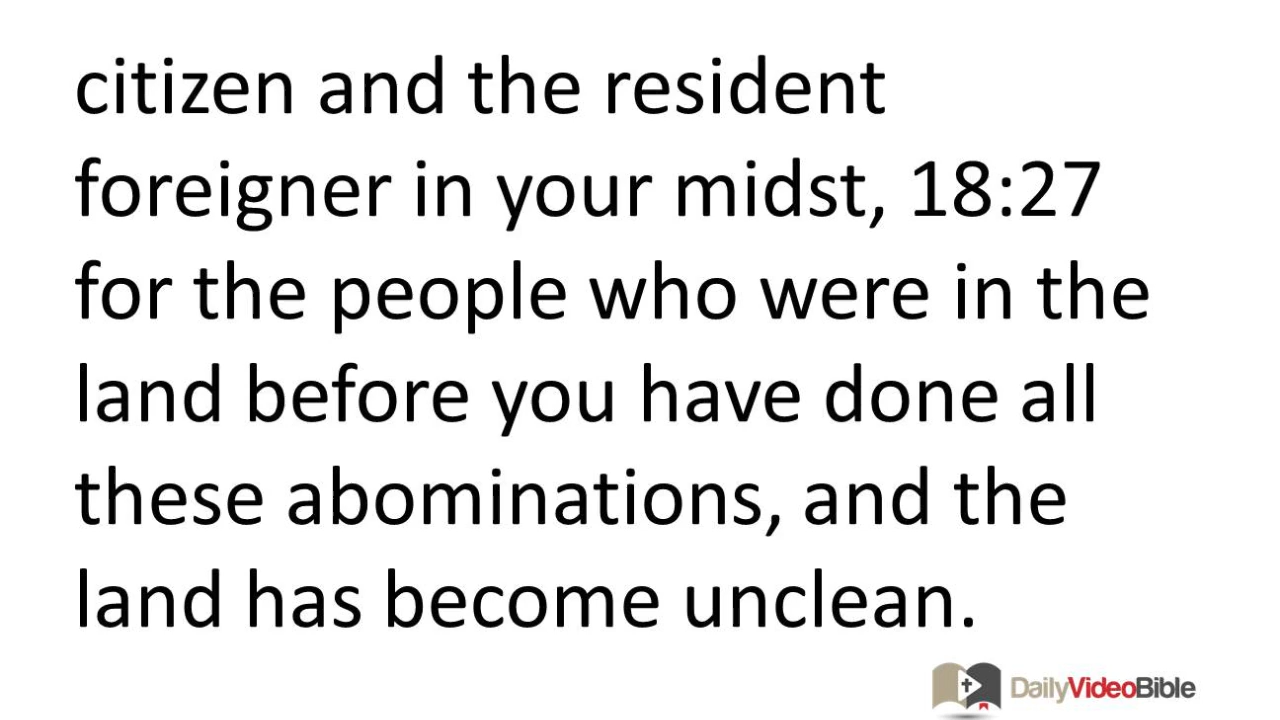 citizen and the resident
foreigner in your midst, 18:27
for the people who were in the
land before you have done all
these abominations, and the
land has become unclean.
DailyVideoBible